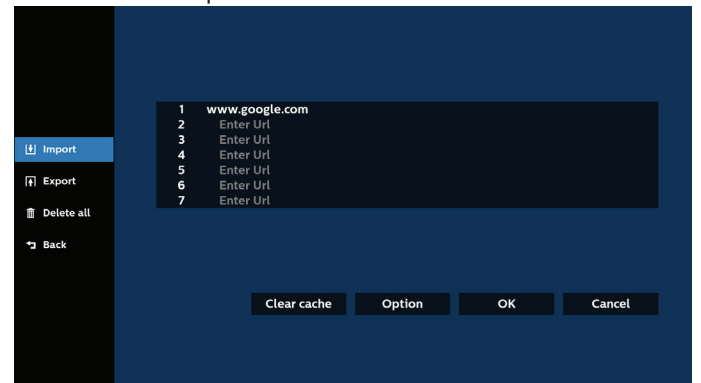 Import
Export
Delete all
Back
1 www.google.com
2 Enter Url
3 Enter Url
4 Enter Url
5 Enter Url
6 Enter Url
7 Enter Url
Clear cache Option OK Cancel